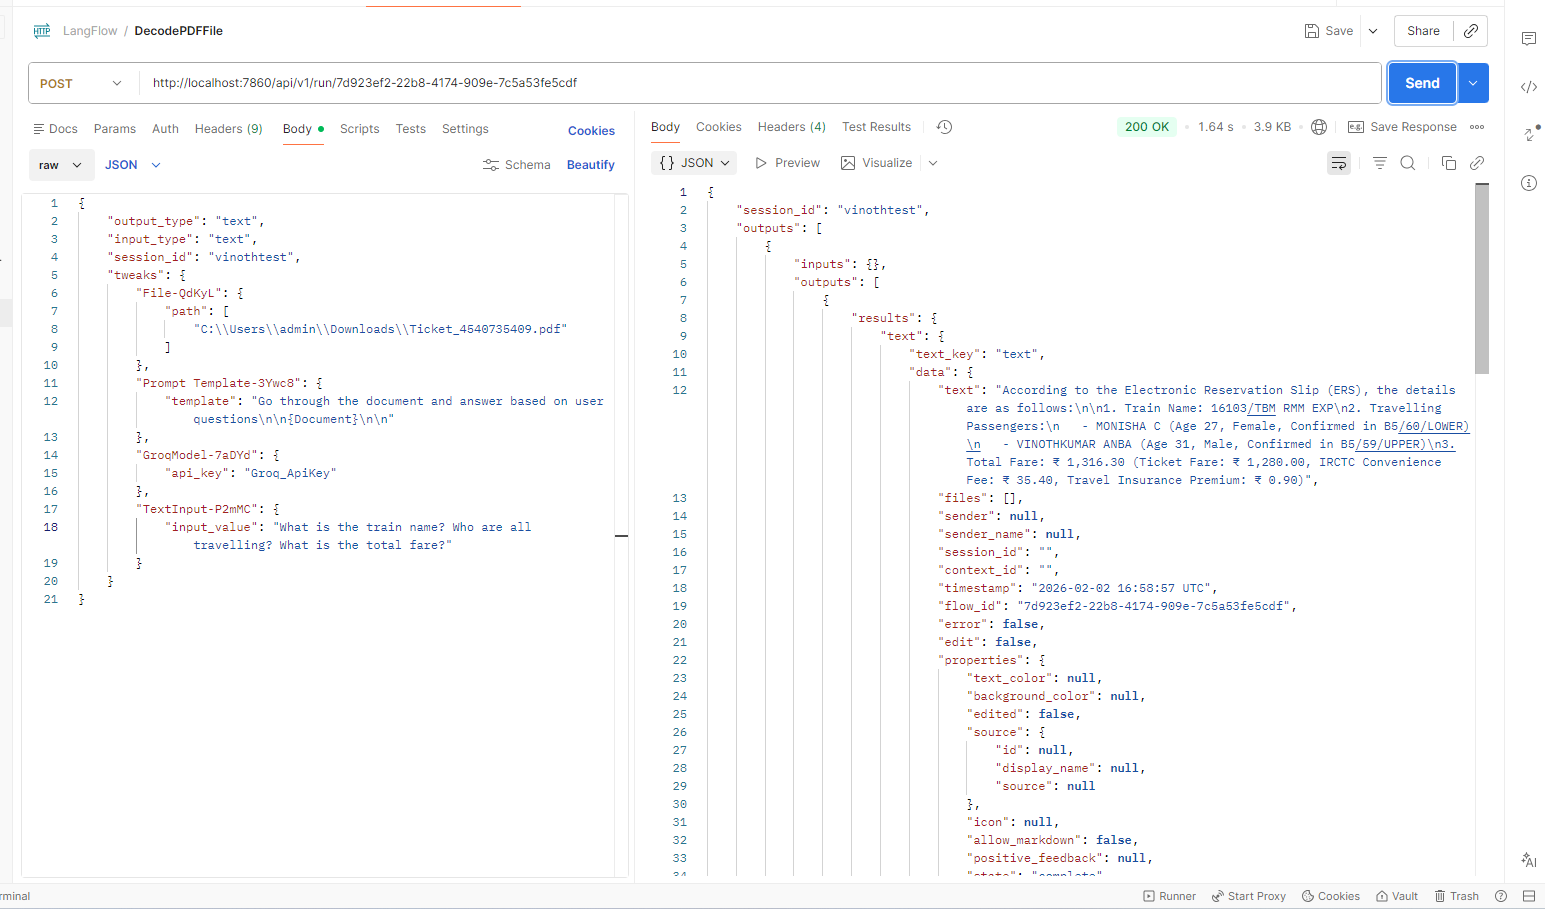 HTTP LangFlow / DecodePDFFile
Save Share
POST http://localhost:7860/api/v1/run/7d923ef2-22b8-4174-909e-7c5a53fe5cdf Send
Docs Params Auth Headers (9) Body Scripts Tests Settings Cookies
raw JSON Schema Beautify
1 {
2 "output_type": "text",
3 "input_type": "text",
4 "session_id": "vinothtest",
5 "tweaks": {
6 "File-QdKyL": {
7 "path": [
8 "C:\\Users\\admin\\Downloads\\Ticket_4540735409.pdf"
9 ]
10 },
11 "Prompt Template-3Ywc8": {
12 "template": "Go through the document and answer based on user
questions\n\n{Document}\n\n"
13 },
14 "GroqModel-7aDYd": {
15 "api_key": "Groq_ApiKey"
16 },
17 "TextInput-P2mMC": {
18 "input_value": "What is the train name? Who are all
travelling? What is the total fare?"
19 }
20 }
21 }
Body Cookies Headers (4) Test Results 200 OK 1.64 s 3.9 KB e.g. Save Response
{} JSON Preview Visualize
1 {
2 "session_id": "vinothtest",
3 "outputs": [
4 {
5 "inputs": {},
6 "outputs": [
7 {
8 "results": {
9 "text": {
10 "text_key": "text",
11 "data": {
12 "text": "According to the Electronic Reservation Slip (ERS), the details
are as follows:\n\n1. Train Name: 16103/TBM RMM EXP\n2. Travelling
Passengers:\n   - MONISHA C (Age 27, Female, Confirmed in B5/60/LOWER)
\n   - VINOTHKUMAR ANBA (Age 31, Male, Confirmed in B5/59/UPPER)\n3.
Total Fare: ₹ 1,316.30 (Ticket Fare: ₹ 1,280.00, IRCTC Convenience
Fee: ₹ 35.40, Travel Insurance Premium: ₹ 0.90)",
13 "files": [],
14 "sender": null,
15 "sender_name": null,
16 "session_id": "",
17 "context_id": "",
18 "timestamp": "2026-02-02 16:58:57 UTC",
19 "flow_id": "7d923ef2-22b8-4174-909e-7c5a53fe5cdf",
20 "error": false,
21 "edit": false,
22 "properties": {
23 "text_color": null,
24 "background_color": null,
25 "edited": false,
26 "source": {
27 "id": null,
28 "display_name": null,
29 "source": null
30 },
31 "icon": null,
32 "allow_markdown": false,
33 "positive_feedback": null,
34 "state": "complete"
rminal Runner Start Proxy Cookies Vault Trash
AI